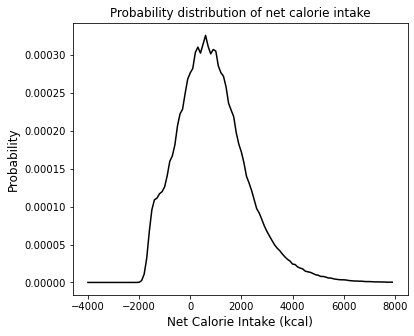 Probability distribution of net calorie intake
0.00030
0.00025
0.00020
0.00015
0.00010
0.00005
0.00000
Probability
−4000 −2000 0 2000 4000 6000 8000
Net Calorie Intake (kcal)